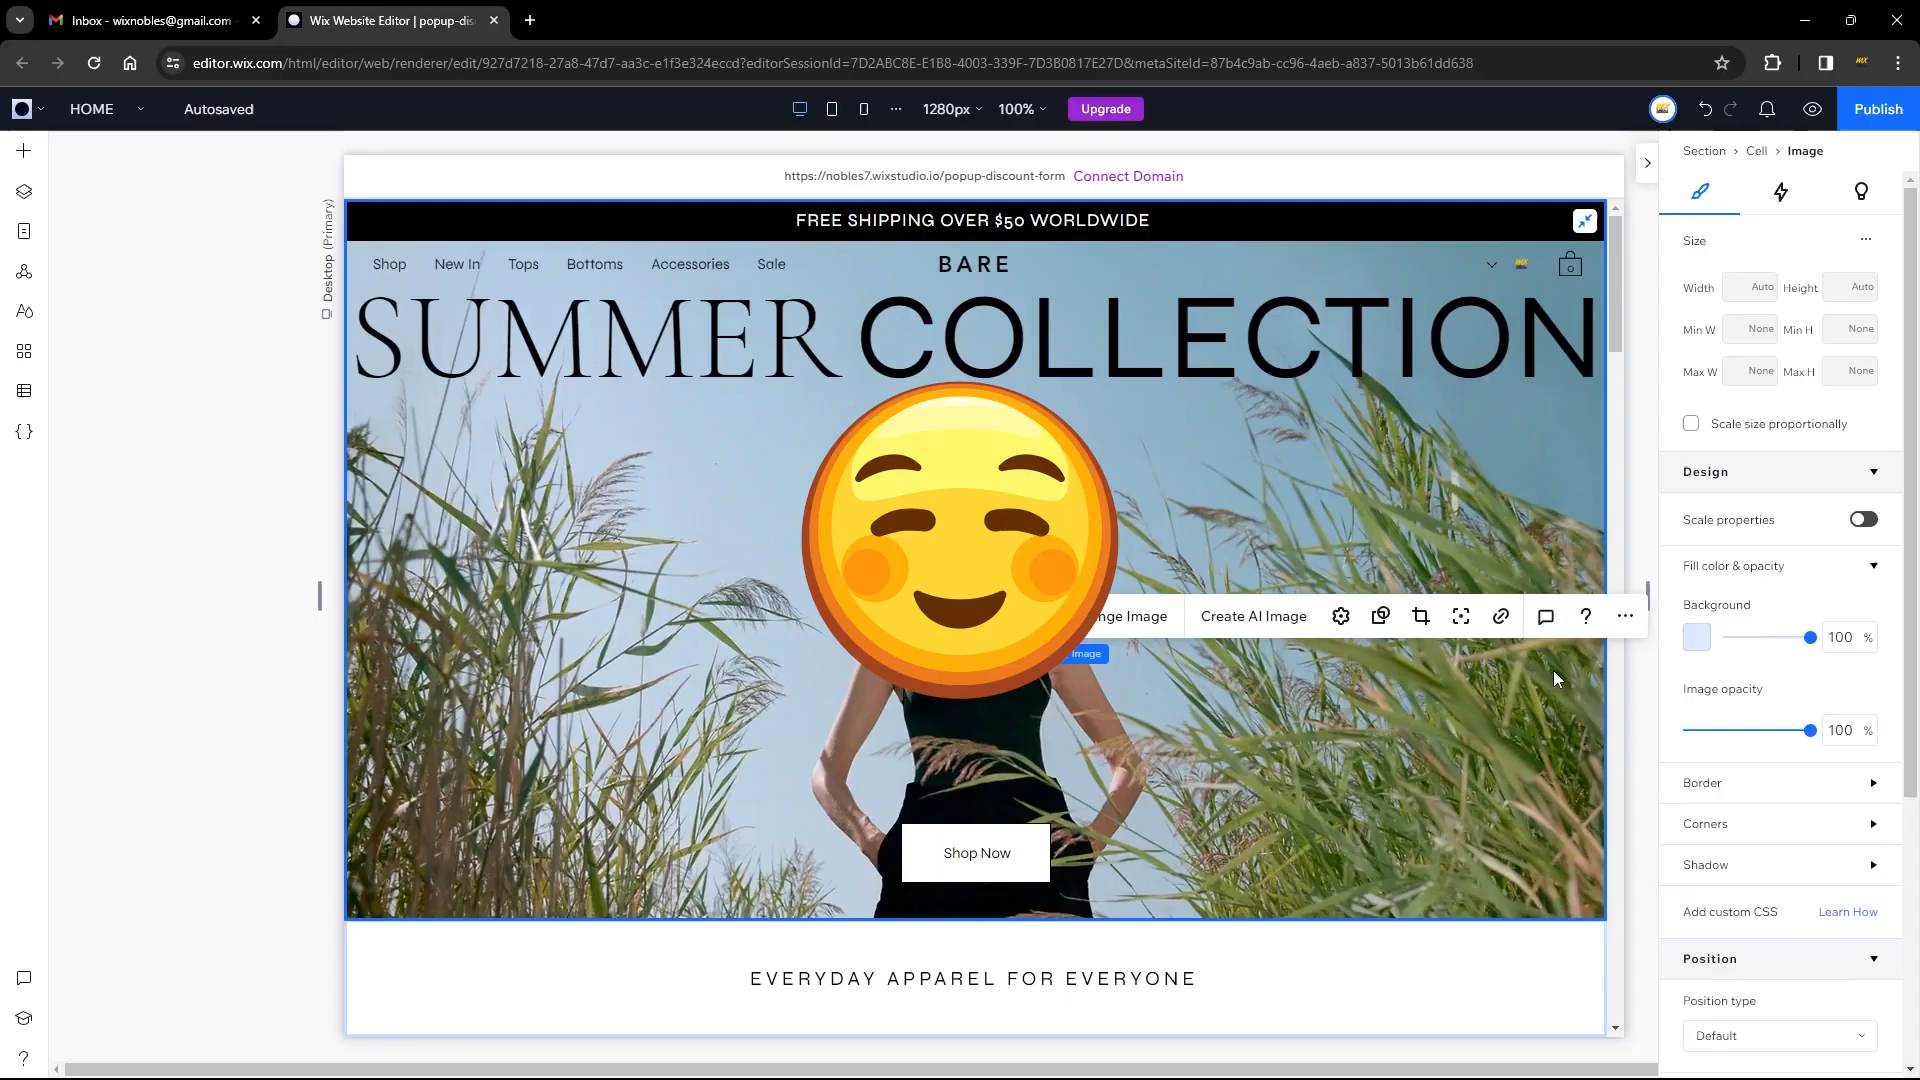 Inbox - wixnobles@gmail.com
Wix Website Editor | popup-dis
editor.wix.com/html/editor/web/renderer/edit/927d7218-27a8-47d7-aa3c-e1f3e324eccd?editorSessionId=7D2ABC8E-E1B8-4003-339F-7D3B0817E27D&metaSiteId=87b4c9ab-cc96-4aeb-a837-5013b61dd638
HOME Autosaved 1280px 100% Upgrade Publish
Section > Cell > Image
https://nobles7.wixstudio.io/popup-discount-form Connect Domain
Desktop (Primary)
FREE SHIPPING OVER $50 WORLDWIDE
Shop New In Tops Bottoms Accessories Sale BARE 0
SUMMER COLLECTION
nge Image Create AI Image
Image
Shop Now
EVERYDAY APPAREL FOR EVERYONE
Size
Width Auto Height Auto
Min W None Min H None
Max W None Max H None
Scale size proportionally
Design
Scale properties
Fill color & opacity
Background
100 %
Image opacity
100 %
Border
Corners
Shadow
Add custom CSS Learn How
Position
Position type
Default